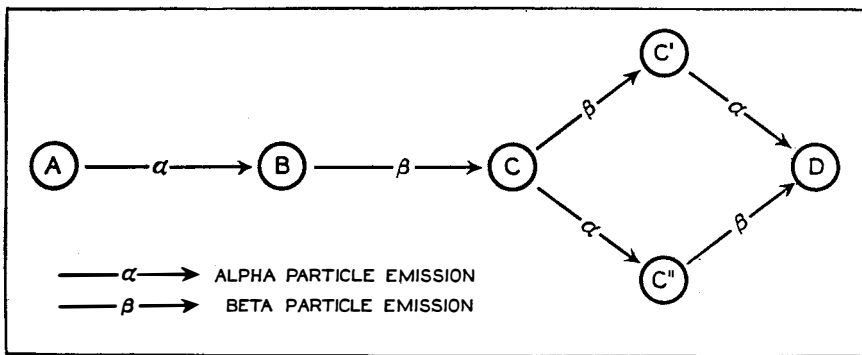 C'
β
α
A
α
B
β
C
D
α
β
C"
α ALPHA PARTICLE EMISSION
β BETA PARTICLE EMISSION